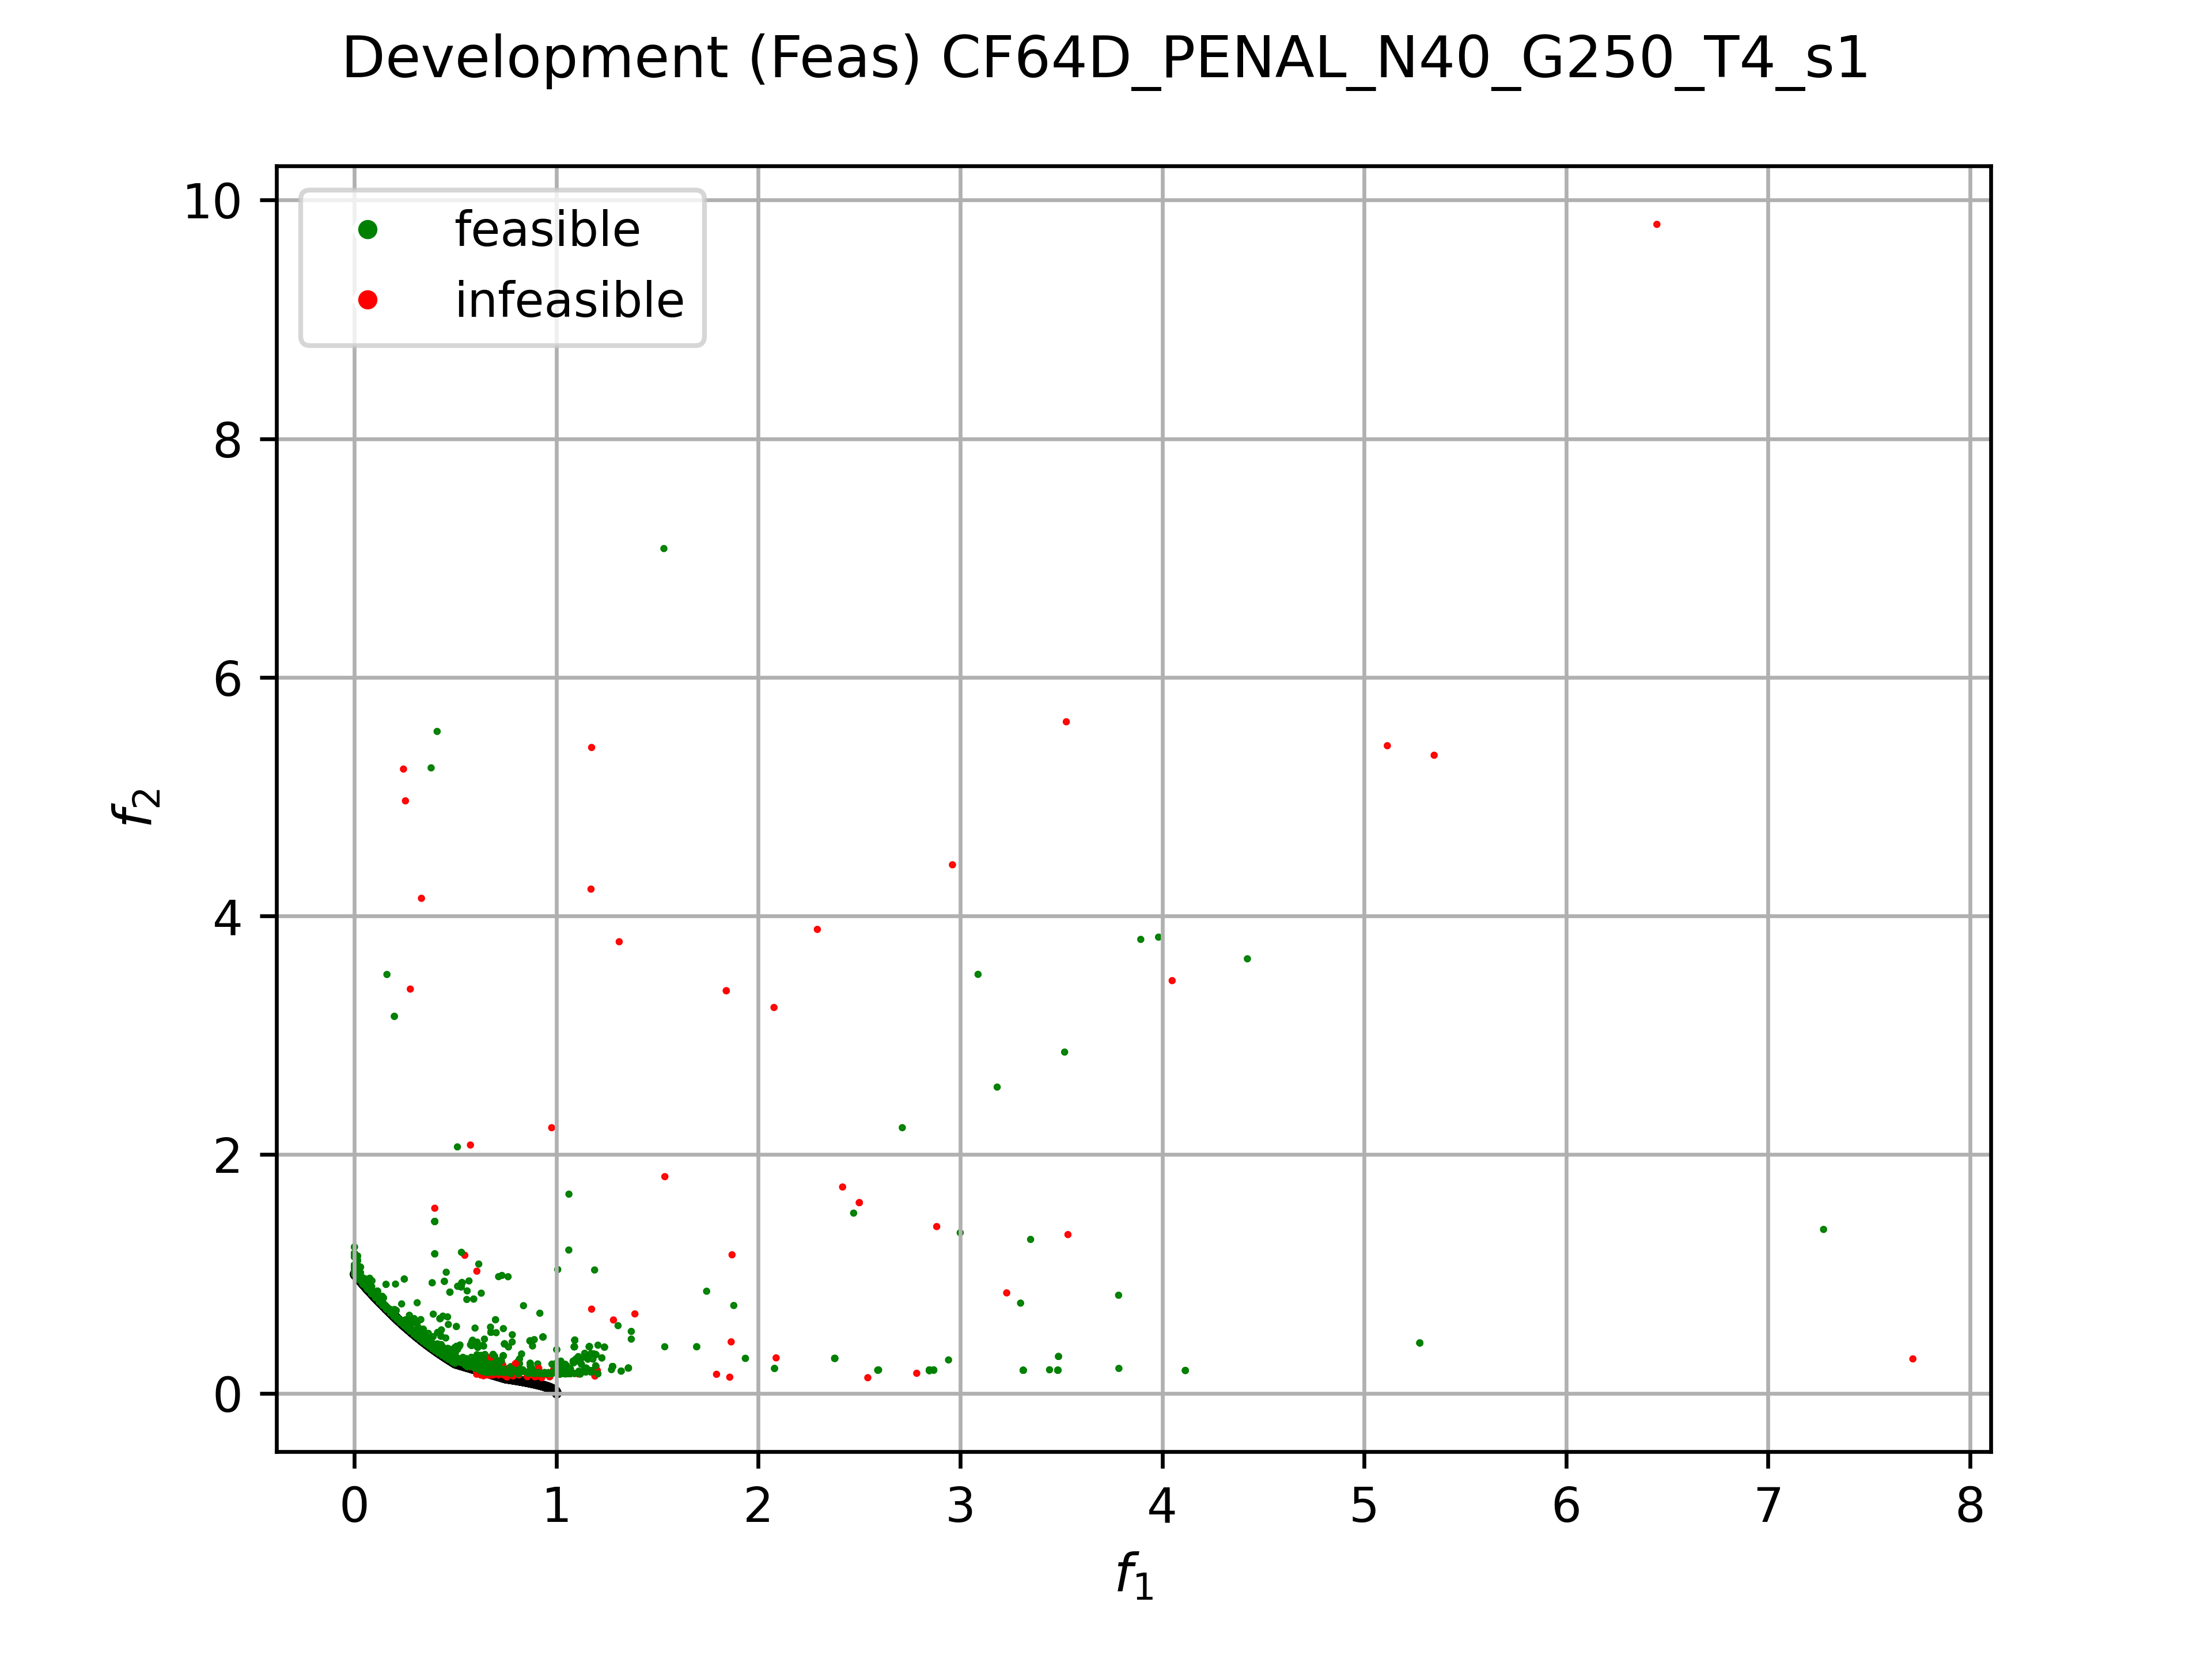 Development (Feas) CF64D_PENAL_N40_G250_T4_s1
feasible
infeasible
10
8
6
4
2
0
f2
0 1 2 3 4 5 6 7 8
f1